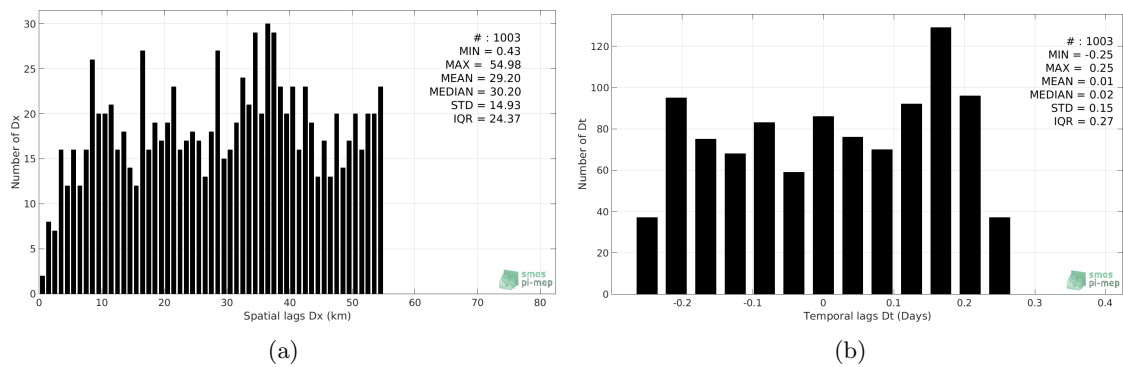 30
25
20
15
10
5
0
Number of Dx
0 10 20 30 40 50 60 70 80
Spatial lags Dx (km)
# : 1003
MIN = 0.43
MAX = 54.98
MEAN = 29.20
MEDIAN = 30.20
STD = 14.93
IQR = 24.37
smos
pi-mep
(a)
120
100
80
60
40
20
0
Number of Dt
-0.2 -0.1 0 0.1 0.2 0.3 0.4
Temporal lags Dt (Days)
# : 1003
MIN = -0.25
MAX = 0.25
MEAN = 0.01
MEDIAN = 0.02
STD = 0.15
IQR = 0.27
smos
pi-mep
(b)